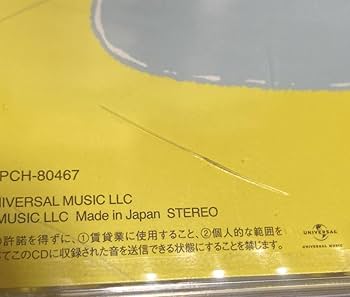 PCH-80467
NIVERSAL MUSIC LLC
MUSIC LLC Made in Japan STEREO
の許諾を得ずに、①賃貸業に使用すること、②個人的な範囲を
てこのCDに収録された音を送信できる状態にすることを禁じます。
UNIVERSAL
UNIVERSAL MUSIC